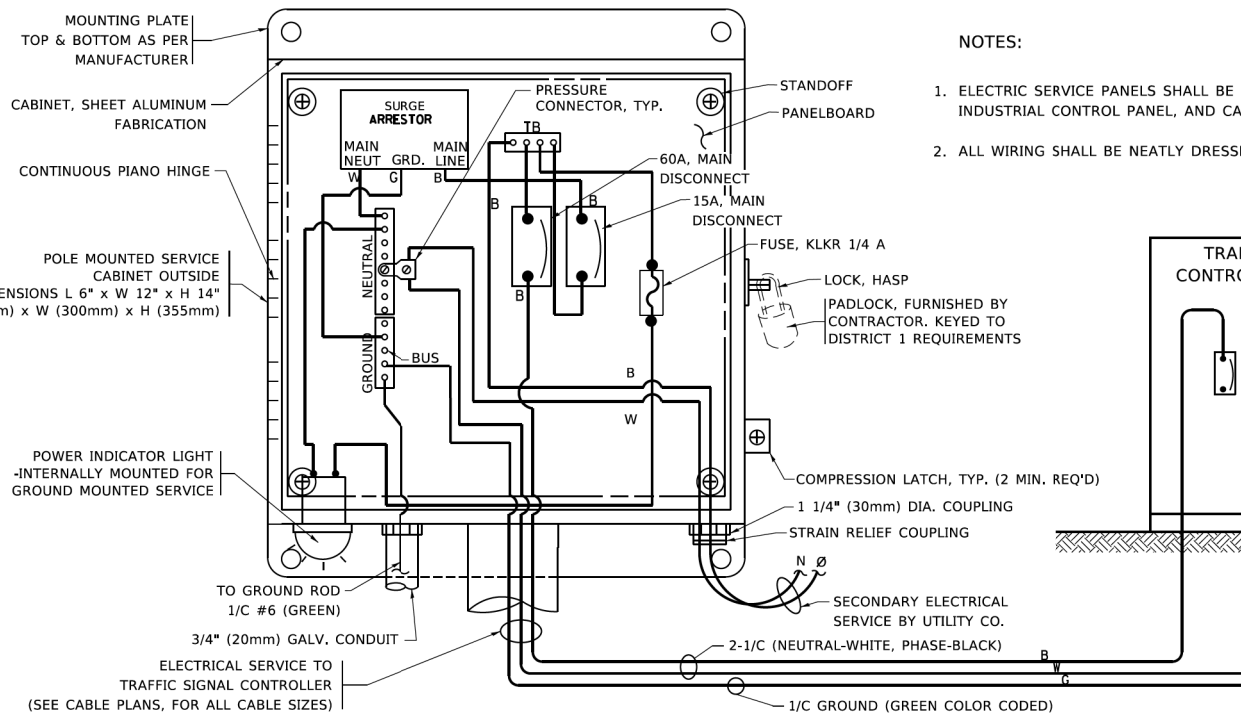 MOUNTING PLATE
TOP & BOTTOM AS PER
MANUFACTURER
CABINET, SHEET ALUMINUM
FABRICATION
CONTINUOUS PIANO HINGE
POLE MOUNTED SERVICE
CABINET OUTSIDE
ENSIONS L 6" x W 12" x H 14"
m) x W (300mm) x H (355mm)
POWER INDICATOR LIGHT
-INTERNALLY MOUNTED FOR
GROUND MOUNTED SERVICE
SURGE
ARRESTOR
MAIN
NEUT
GRD.
MAIN
LINE
W
G
B
PRESSURE
CONNECTOR, TYP.
TB
60A, MAIN
DISCONNECT
15A, MAIN
DISCONNECT
B
B
B
NEUTRAL
GROUND
BUS
B
W
STANDOFF
PANELBOARD
FUSE, KLKR 1/4 A
LOCK, HASP
PADLOCK, FURNISHED BY
CONTRACTOR. KEYED TO
DISTRICT 1 REQUIREMENTS
COMPRESSION LATCH, TYP. (2 MIN. REQ'D)
1 1/4" (30mm) DIA. COUPLING
STRAIN RELIEF COUPLING
N Ø
SECONDARY ELECTRICAL
SERVICE BY UTILITY CO.
TO GROUND ROD
1/C #6 (GREEN)
3/4" (20mm) GALV. CONDUIT
ELECTRICAL SERVICE TO
TRAFFIC SIGNAL CONTROLLER
(SEE CABLE PLANS, FOR ALL CABLE SIZES)
2-1/C (NEUTRAL-WHITE, PHASE-BLACK)
B
W
G
1/C GROUND (GREEN COLOR CODED)
NOTES:
1. ELECTRIC SERVICE PANELS SHALL BE
INDUSTRIAL CONTROL PANEL, AND CA
2. ALL WIRING SHALL BE NEATLY DRESS
TRA
CONTRO